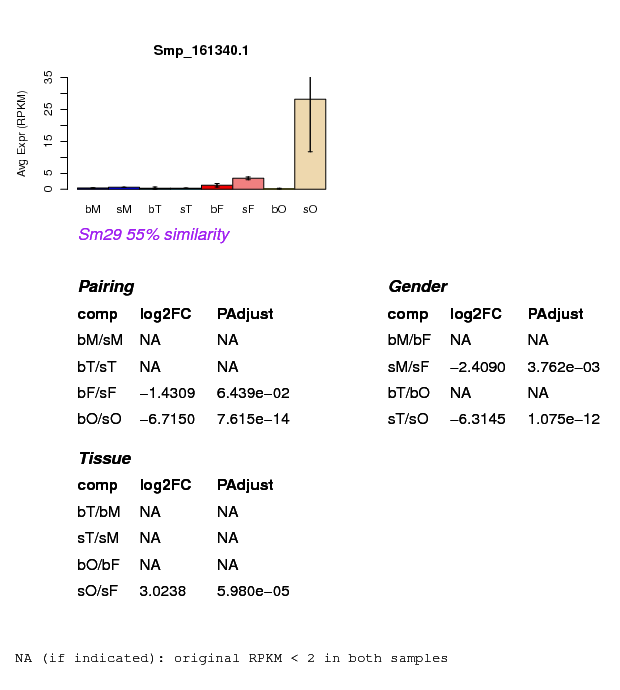 Smp_161340.1
Avg Expr (RPKM)
35
25
15
5
0
bM sM bT sT bF sF bO sO
Sm29 55% similarity
Pairing
comp log2FC PAdjust
bM/sM NA NA
bT/sT NA NA
bF/sF −1.4309 6.439e−02
bO/sO −6.7150 7.615e−14
Gender
comp log2FC PAdjust
bM/bF NA NA
sM/sF −2.4090 3.762e−03
bT/bO NA NA
sT/sO −6.3145 1.075e−12
Tissue
comp log2FC PAdjust
bT/bM NA NA
sT/sM NA NA
bO/bF NA NA
sO/sF 3.0238 5.980e−05
NA (if indicated): original RPKM < 2 in both samples